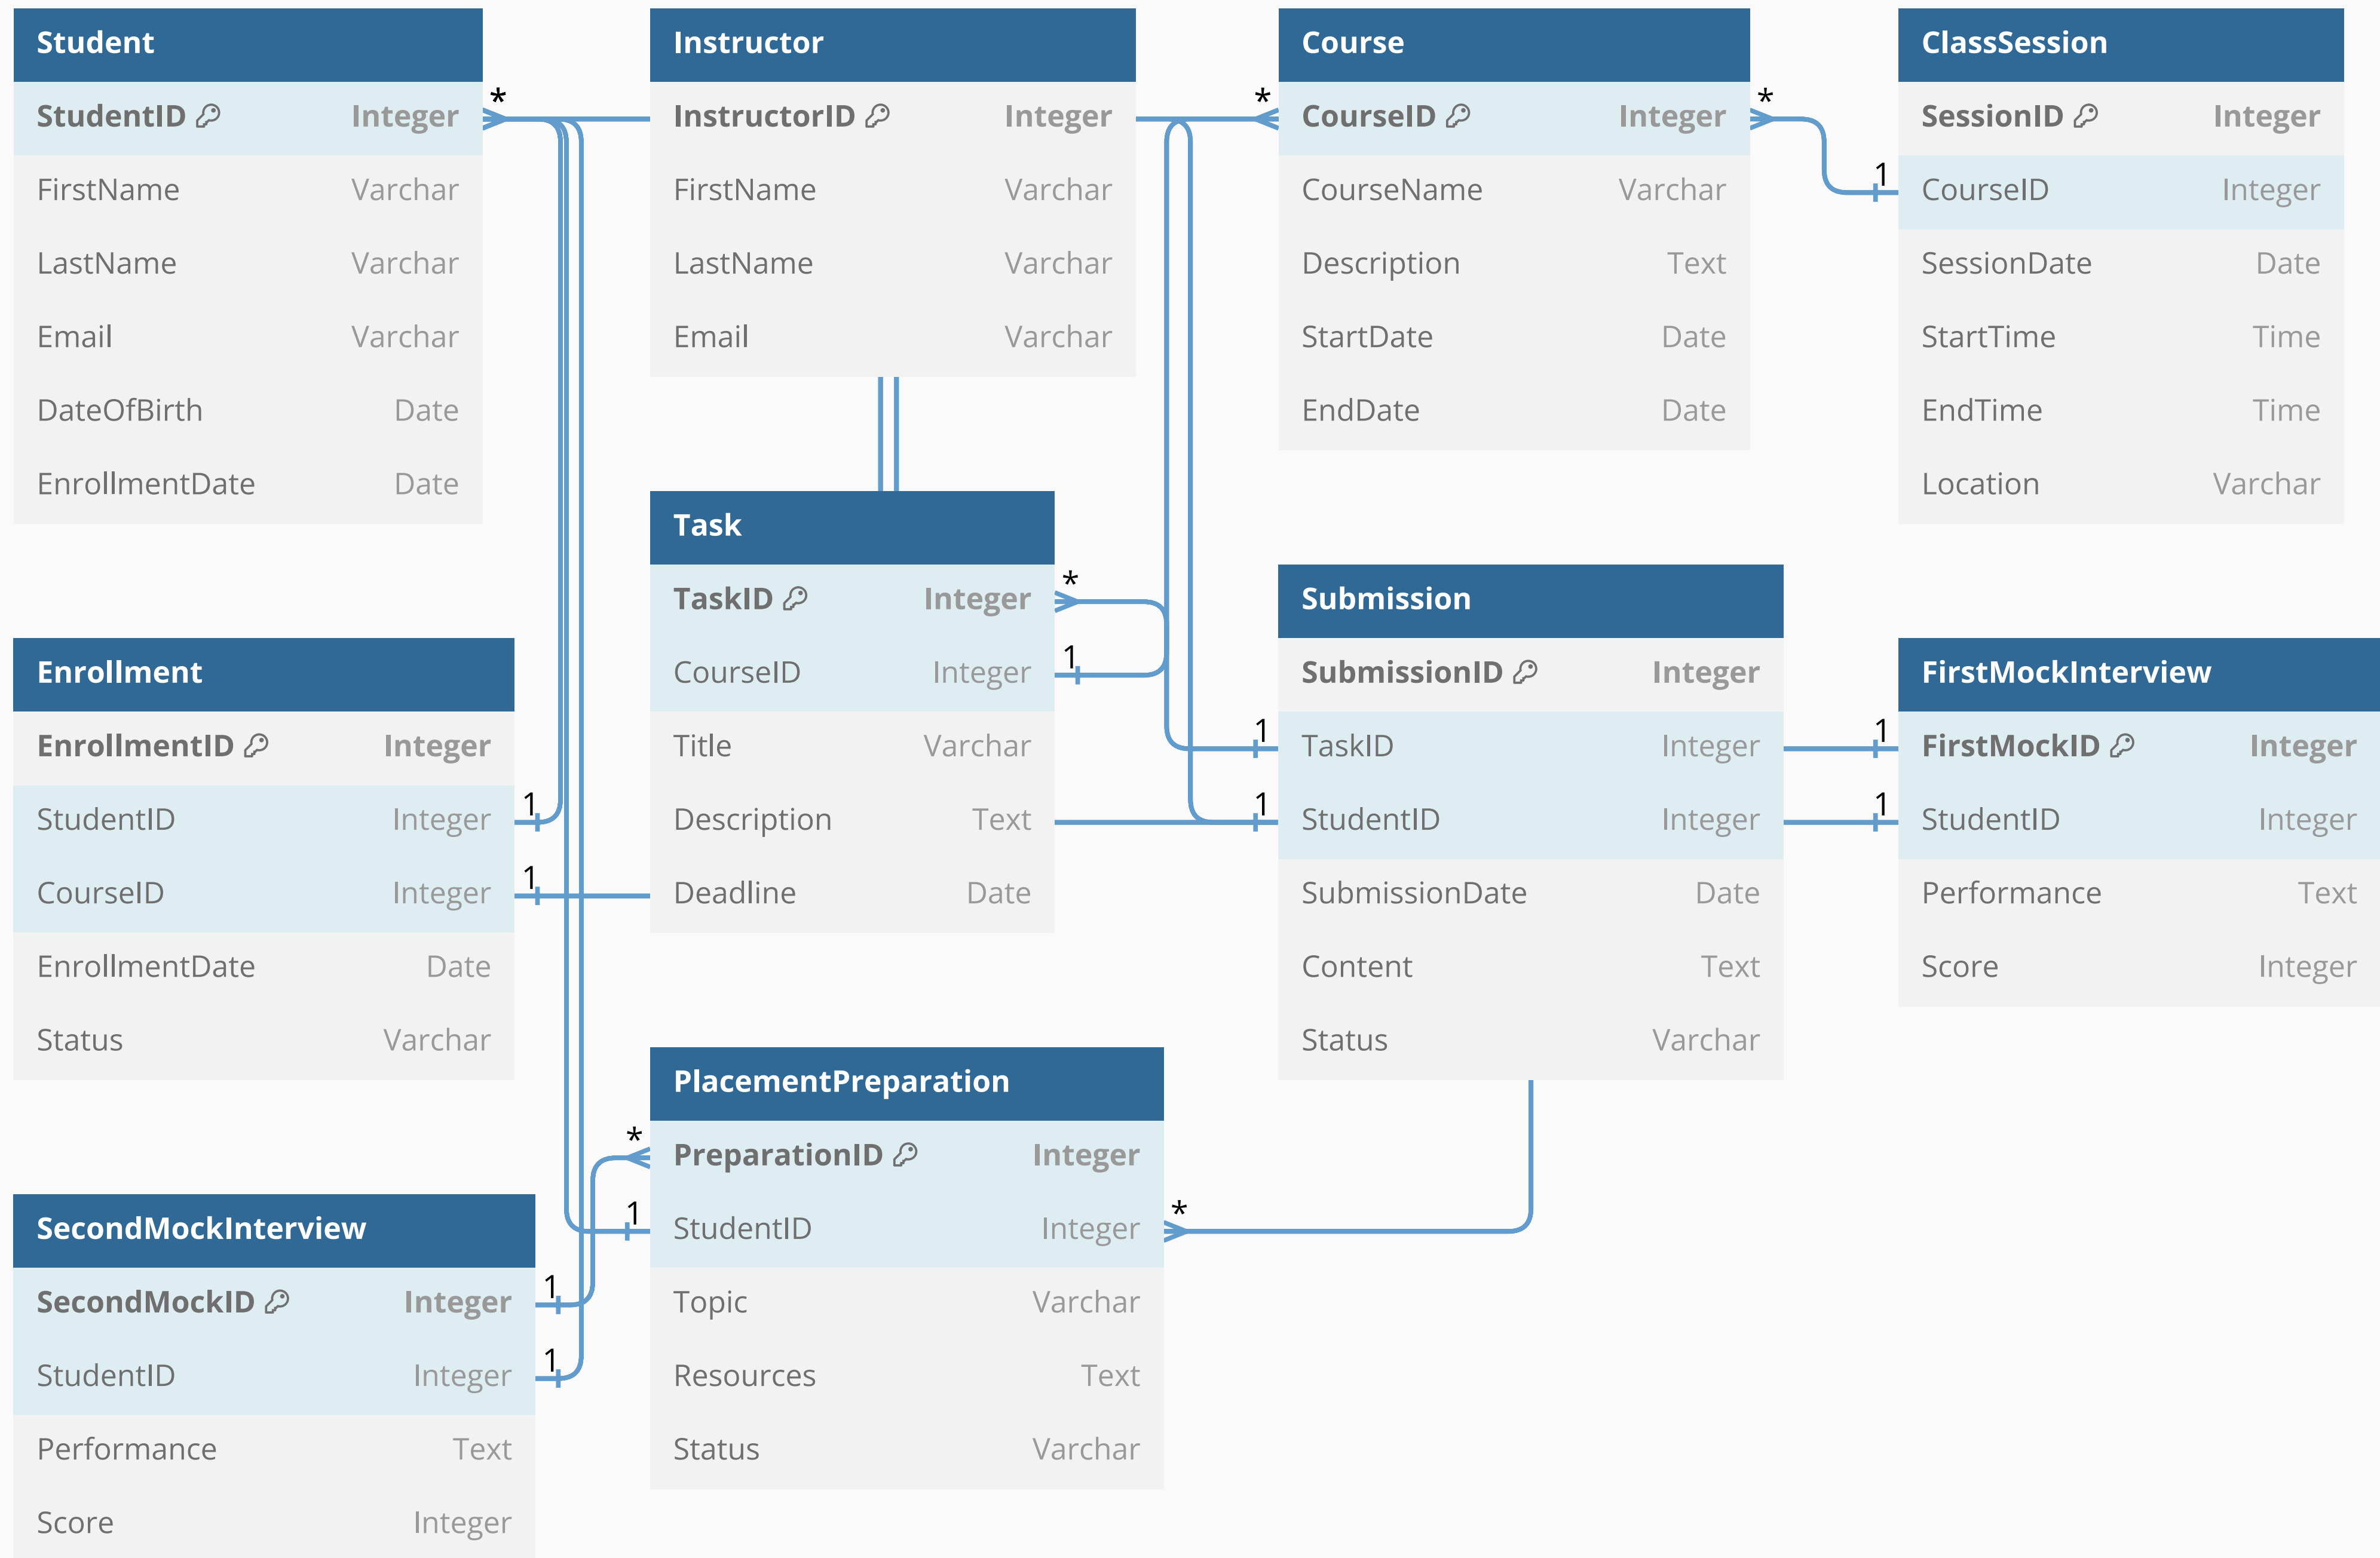 Student
StudentID Integer
FirstName Varchar
LastName Varchar
Email Varchar
DateOfBirth Date
EnrollmentDate Date
*
Instructor
InstructorID Integer
FirstName Varchar
LastName Varchar
Email Varchar
*
Course
CourseID Integer
CourseName Varchar
Description Text
StartDate Date
EndDate Date
*
1
ClassSession
SessionID Integer
CourseID Integer
SessionDate Date
StartTime Time
EndTime Time
Location Varchar
Task
TaskID Integer
CourseID Integer
Title Varchar
Description Text
Deadline Date
*
1
1
1
Submission
SubmissionID Integer
TaskID Integer
StudentID Integer
SubmissionDate Date
Content Text
Status Varchar
1
1
FirstMockInterview
FirstMockID Integer
StudentID Integer
Performance Text
Score Integer
Enrollment
EnrollmentID Integer
StudentID Integer
CourseID Integer
EnrollmentDate Date
Status Varchar
1
1
*
1
PlacementPreparation
PreparationID Integer
StudentID Integer
Topic Varchar
Resources Text
Status Varchar
*
SecondMockInterview
SecondMockID Integer
StudentID Integer
Performance Text
Score Integer
1
1